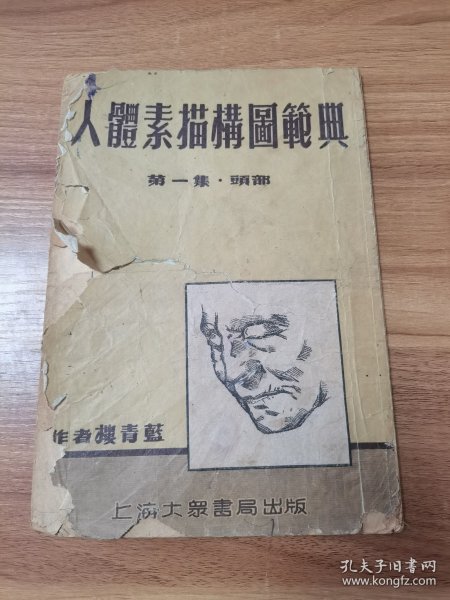 人體素描構圖範典
第一集·頭部
作者樓青藍
上海大眾書局出版
孔夫子旧书网
www.kongfz.com